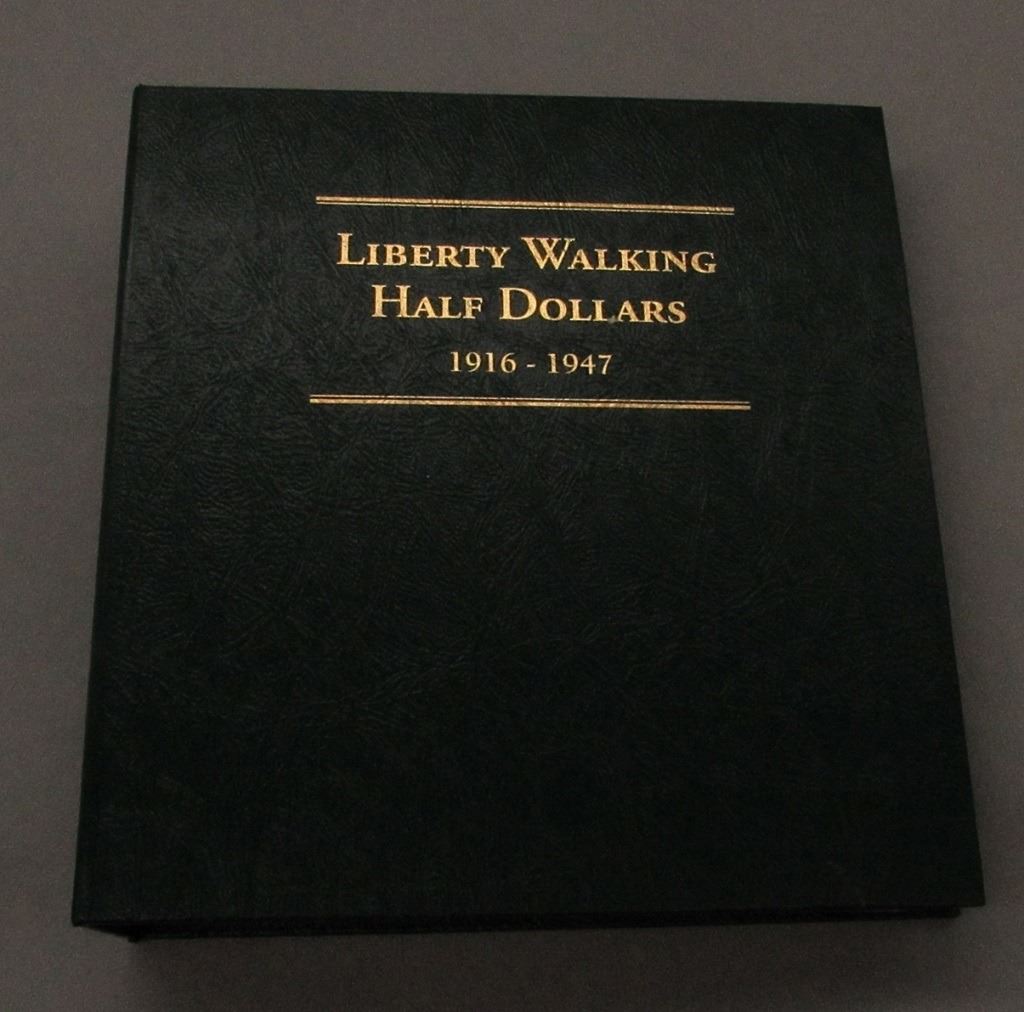 Liberty Walking
Half Dollars
1916 - 1947